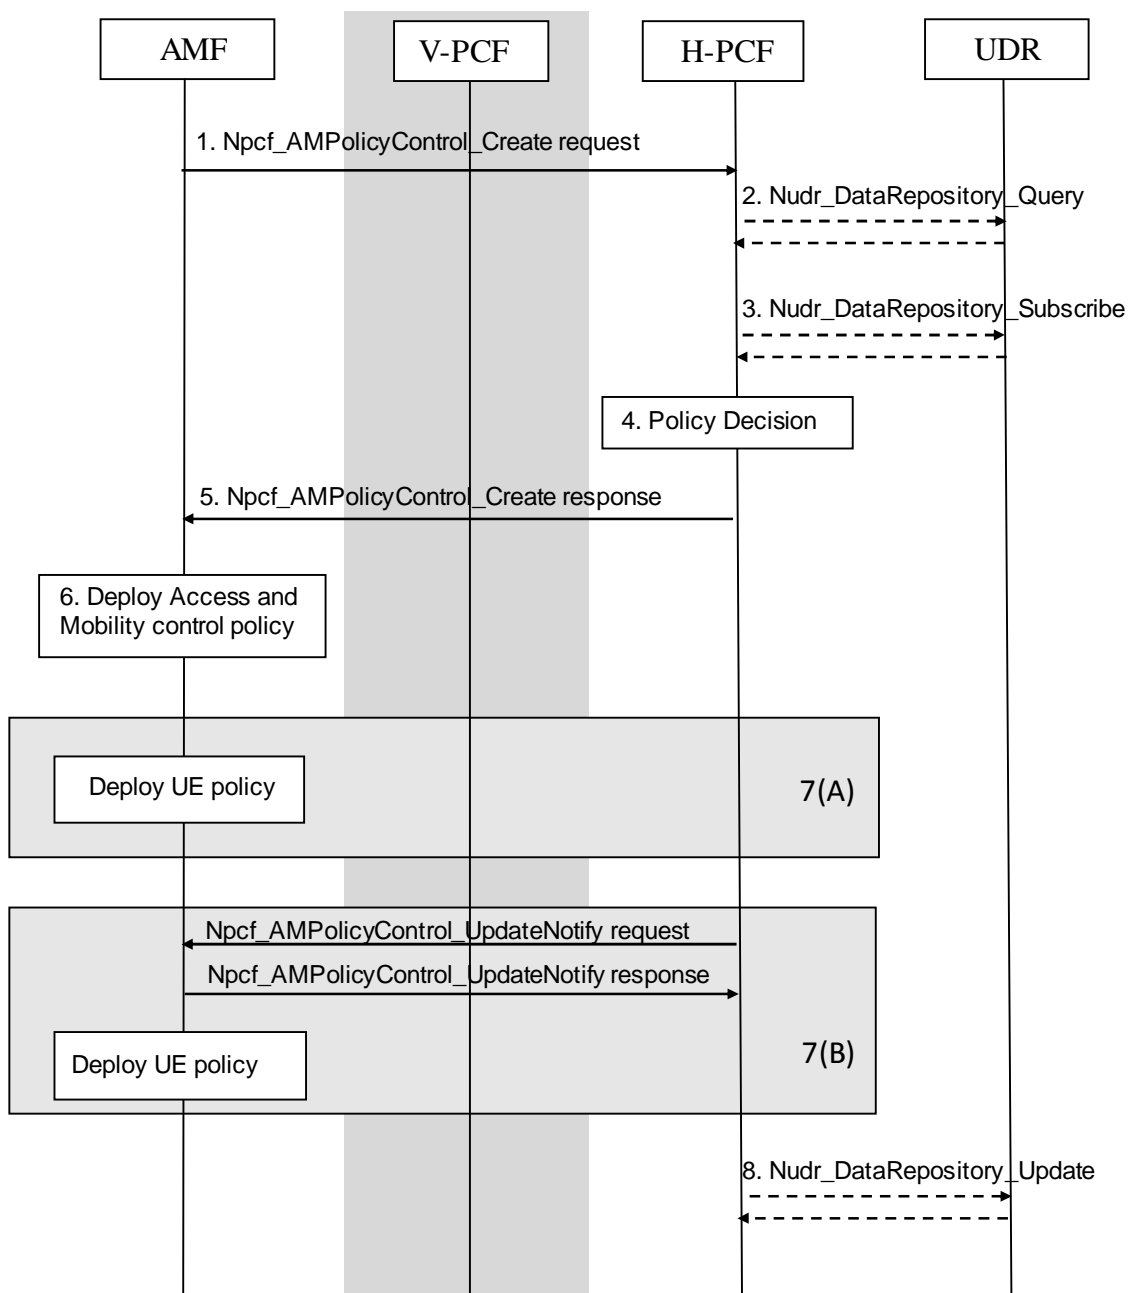 AMF
V-PCF
H-PCF
UDR
1. Npcf_AMPolicyControl_Create request
2. Nudr_DataRepository_Query
3. Nudr_DataRepository_Subscribe
4. Policy Decision
5. Npcf_AMPolicyControl_Create response
6. Deploy Access and
Mobility control policy
Deploy UE policy
7(A)
Npcf_AMPolicyControl_UpdateNotify request
Npcf_AMPolicyControl_UpdateNotify response
Deploy UE policy
7(B)
8. Nudr_DataRepository_Update